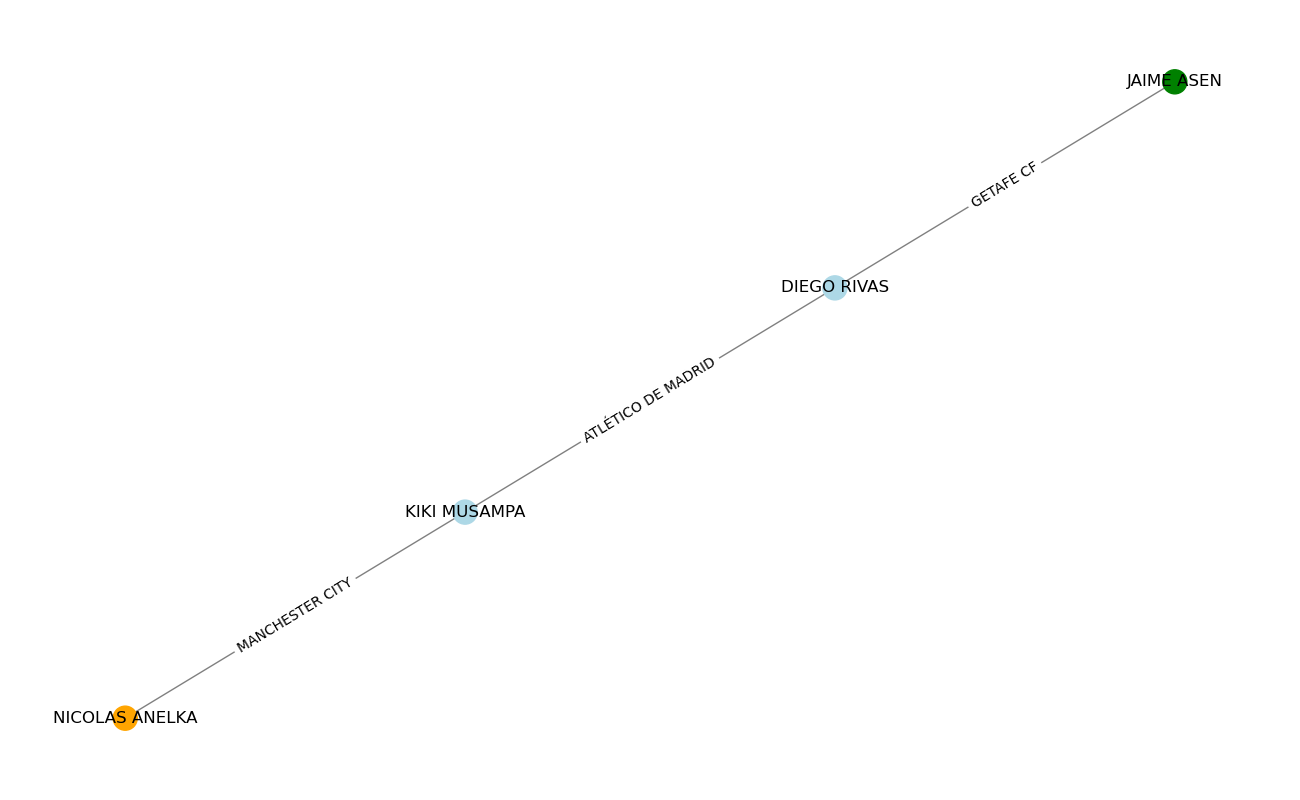 JAIME ASEN
GETAFE CF
DIEGO RIVAS
ATLÉTICO DE MADRID
KIKI MUSAMPA
MANCHESTER CITY
NICOLAS ANELKA